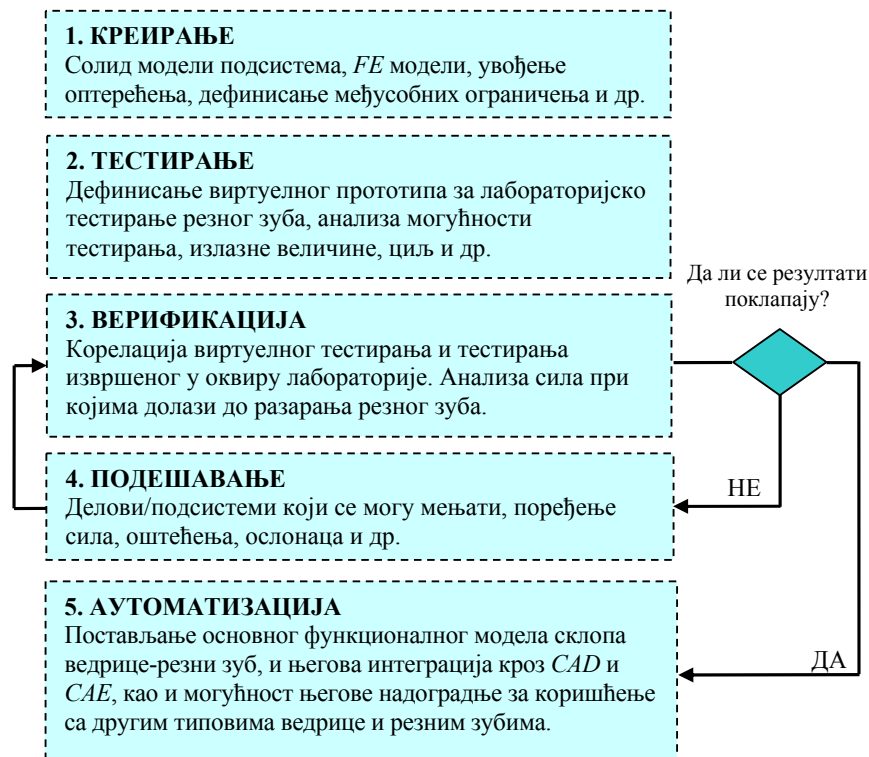 1. КРЕИРАЊЕ
Солид модели подсистема, FE модели, увођење
оптерећења, дефинисање међусобних ограничења и др.
2. ТЕСТИРАЊЕ
Дефинисање виртуелног прототипа за лабораторијско
тестирање резног зуба, анализа могућности
тестирања, излазне величине, циљ и др.
Да ли се резултати
поклапају?
3. ВЕРИФИКАЦИЈА
Корелација виртуелног тестирања и тестирања
извршеног у оквиру лабораторије. Анализа сила при
којима долази до разарања резног зуба.
4. ПОДЕШАВАЊЕ
Делови/подсистеми који се могу мењати, поређење
сила, оштећења, ослонаца и др.
НЕ
5. АУТОМАТИЗАЦИЈА
Постављање основног функционалног модела склопа
ведрице-резни зуб, и његова интеграција кроз CAD и
CAE, као и могућност његове надоградње за коришћење
са другим типовима ведрице и резним зубима.
ДА